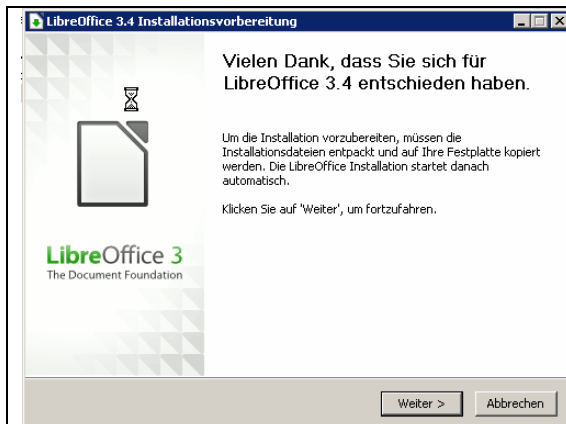 LibreOffice 3.4 Installationsvorbereitung
Vielen Dank, dass Sie sich für
LibreOffice 3.4 entschieden haben.
Um die Installation vorzubereiten, müssen die
Installationsdateien entpackt und auf Ihre Festplatte kopiert
werden. Die LibreOffice Installation startet danach
automatisch.
Klicken Sie auf 'Weiter', um fortzufahren.
LibreOffice 3
The Document Foundation
Weiter >
Abbrechen